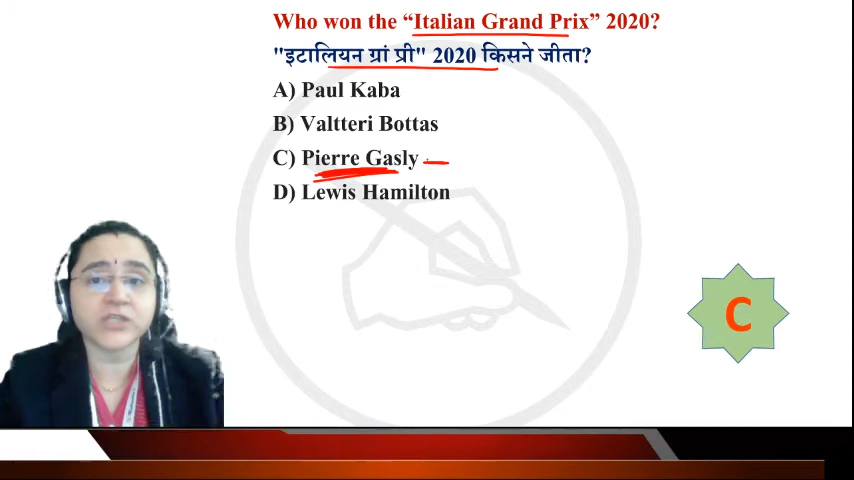 Who won the “Italian Grand Prix” 2020?
"इटालियन ग्रां प्री" 2020 किसने जीता?
A) Paul Kaba
B) Valtteri Bottas
C) Pierre Gasly
D) Lewis Hamilton
C